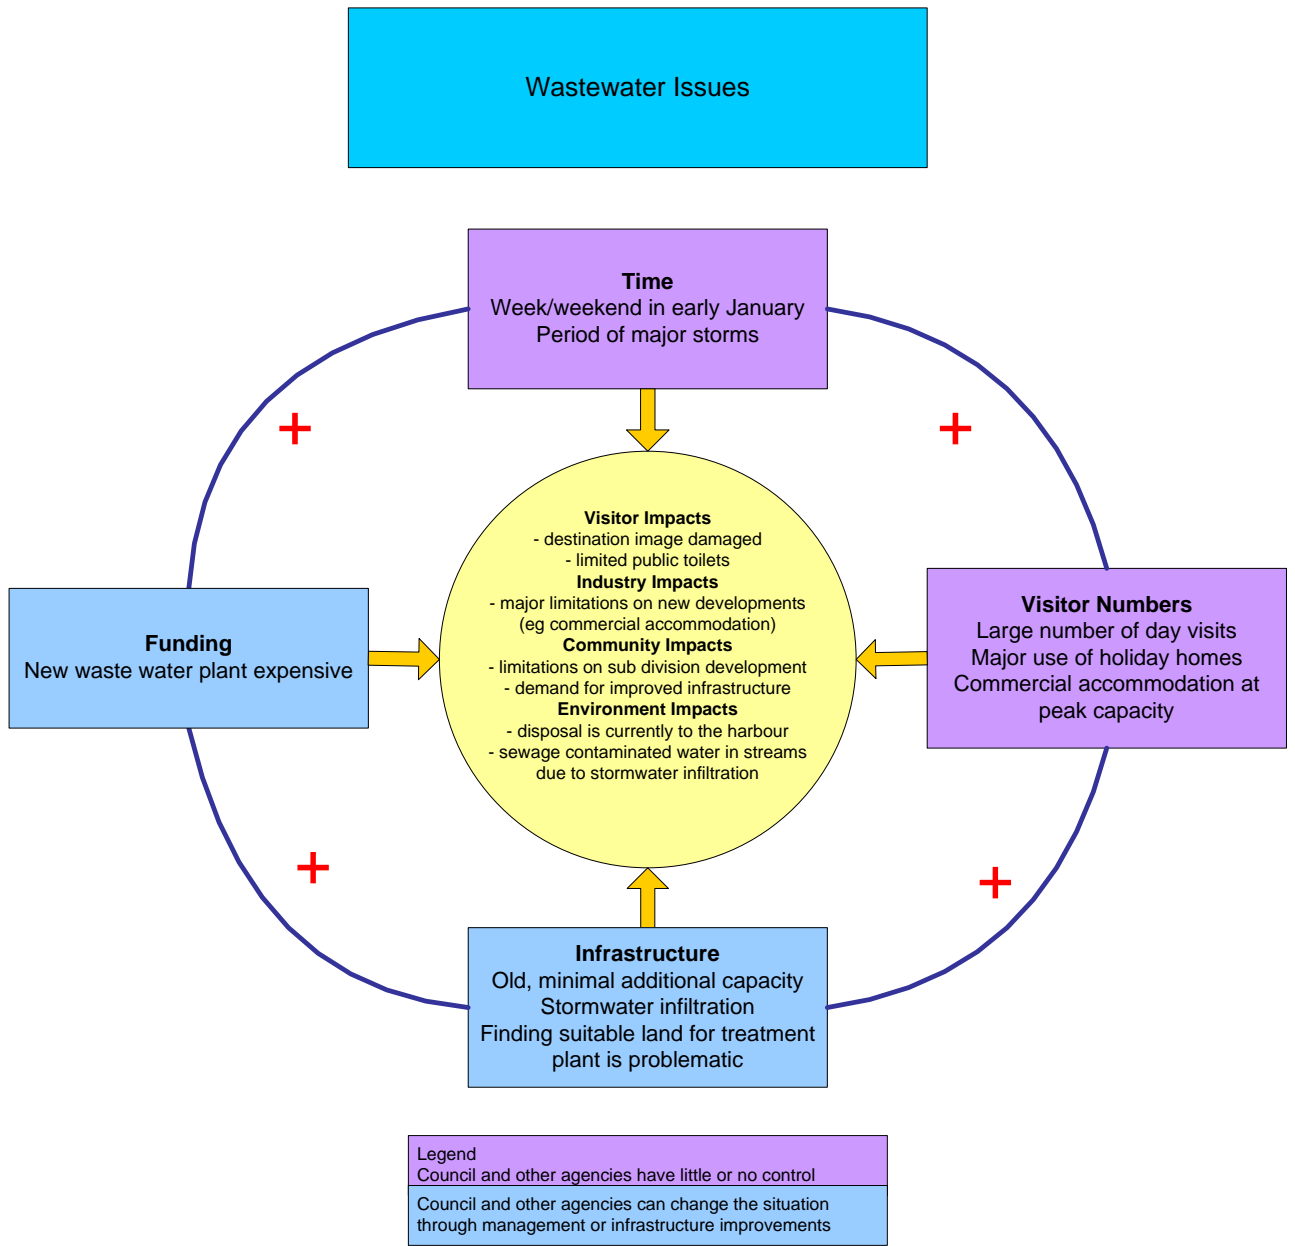 Wastewater Issues
Time
Week/weekend in early January
Period of major storms
+
+
Visitor Impacts
- destination image damaged
- limited public toilets
Industry Impacts
- major limitations on new developments
(eg commercial accommodation)
Community Impacts
- limitations on sub division development
- demand for improved infrastructure
Environment Impacts
- disposal is currently to the harbour
- sewage contaminated water in streams
due to stormwater infiltration
Funding
New waste water plant expensive
Visitor Numbers
Large number of day visits
Major use of holiday homes
Commercial accommodation at
peak capacity
+
+
Infrastructure
Old, minimal additional capacity
Stormwater infiltration
Finding suitable land for treatment
plant is problematic
Legend
Council and other agencies have little or no control
Council and other agencies can change the situation
through management or infrastructure improvements